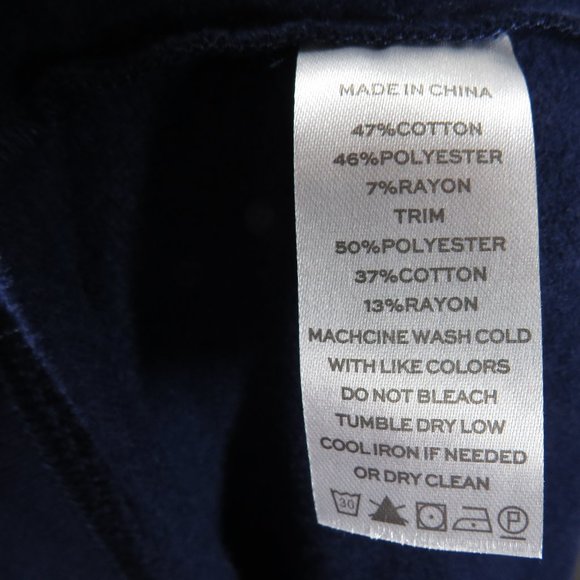 MADE IN CHINA
47%COTTON
46%POLYESTER
7%RAYON
TRIM
50%POLYESTER
37%COTTON
13%RAYON
MACHCINE WASH COLD
WITH LIKE COLORS
DO NOT BLEACH
TUMBLE DRY LOW
COOL IRON IF NEEDED
OR DRY CLEAN
30 P